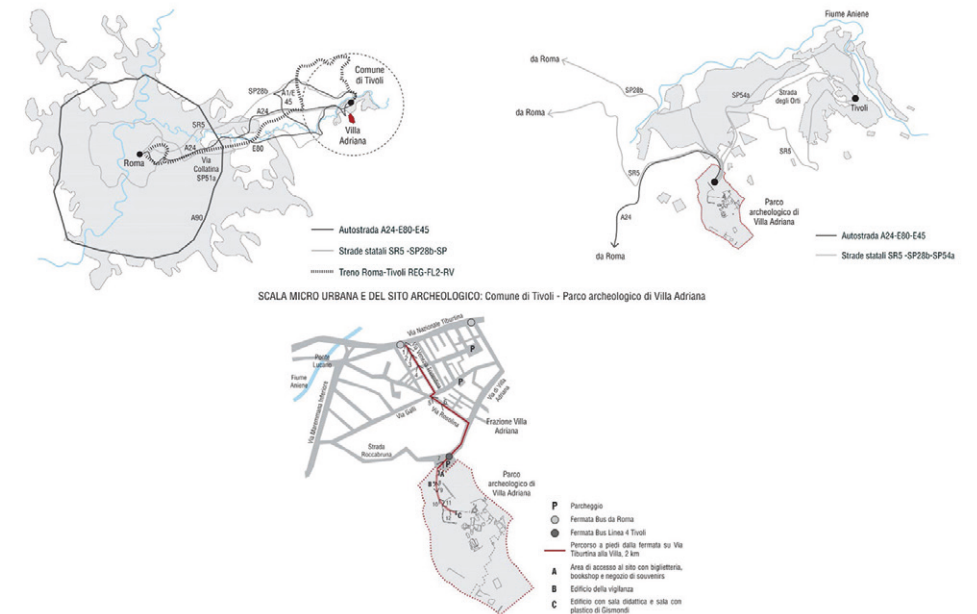 Comune
di Tivoli
SP28b
A1/E
45
A24
SR5
Villa
Adriana
Roma
A24
Via
Collatina
SP51a
E80
A90
Autostrada A24-E80-E45
Strade statali SR5 -SP28b-SP
Treno Roma-Tivoli REG-FL2-RV
Fiume Aniene
da Roma
SP28b
da Roma
SP54a
Strada
degli Orti
Tivoli
SR5
SR5
A24
da Roma
Parco
archeologico di
Villa Adriana
Autostrada A24-E80-E45
Strade statali SR5 -SP28b-SP54a
SCALA MICRO URBANA E DEL SITO ARCHEOLOGICO: Comune di Tivoli - Parco archeologico di Villa Adriana
Via Nazionale Tiburtina
P
Ponte
Lucano
Fiume
Aniene
P
Via Maremmana Inferiore
Via Galli
Via Rosolina
Via di Villa
Adriana
Frazione Villa
Adriana
Strada
Roccabruna
P
A
B
C
Parco
archeologico di
Villa Adriana
P Parcheggio
Fermata Bus da Roma
Fermata Bus Linea 4 Tivoli
Percorso a piedi dalla fermata su Via
Tiburtina alla Villa, 2 km
A Area di accesso al sito con biglietteria,
bookshop e negozio di souvenirs
B Edificio della vigilanza
C Edificio con sala didattica e sala con
plastico di Gismondi